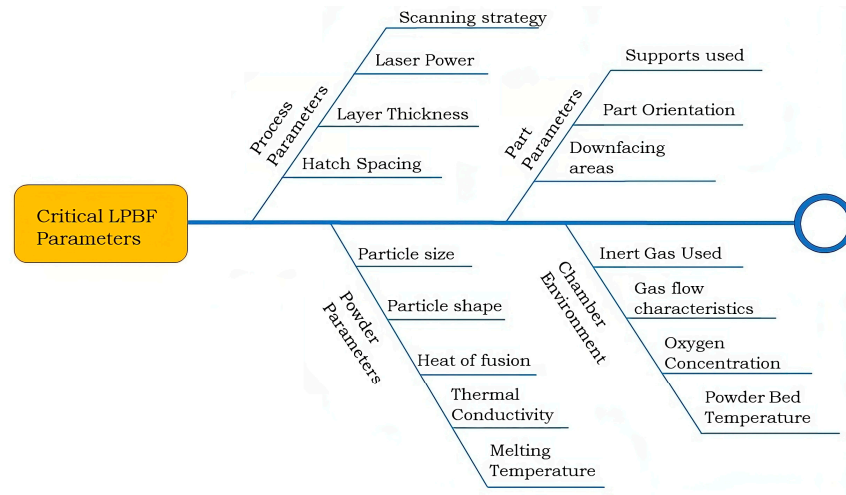 Critical LPBF
Parameters
Process
Parameters
Scanning strategy
Laser Power
Layer Thickness
Hatch Spacing
Part
Parameters
Supports used
Part Orientation
Downfacing
areas
Powder
Parameters
Particle size
Particle shape
Heat of fusion
Thermal
Conductivity
Melting
Temperature
Chamber
Environment
Inert Gas Used
Gas flow
characteristics
Oxygen
Concentration
Powder Bed
Temperature